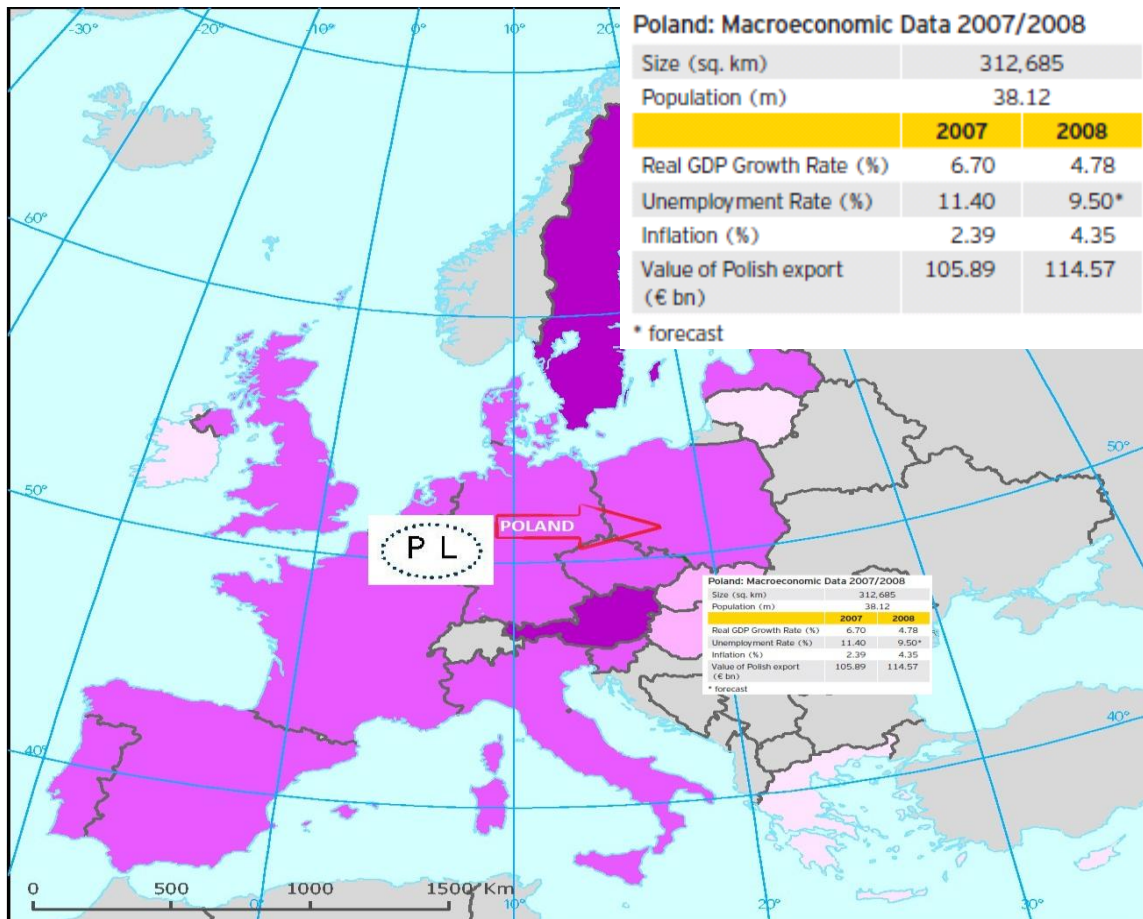 -30°
-20°
-10°
0°
10°
20°
Poland: Macroeconomic Data 2007/2008
Size (sq. km) 312,685
Population (m) 38.12
2007 2008
Real GDP Growth Rate (%) 6.70 4.78
Unemployment Rate (%) 11.40 9.50*
Inflation (%) 2.39 4.35
Value of Polish export 105.89 114.57
(€ bn)
* forecast
60°
50°
50°
POLAND
P L
Poland: Macroeconomic Data 2007/2008
Size (sq. km) 312,685
Population (m) 38.12
2007 2008
Real GDP Growth Rate (%) 6.70 4.78
Unemployment Rate (%) 11.40 9.50*
Inflation (%) 2.39 4.35
Value of Polish export 105.89 114.57
(€ bn)
* forecast
40°
40°
0 500 1000 1500 Km
0°
10°
20°
30°